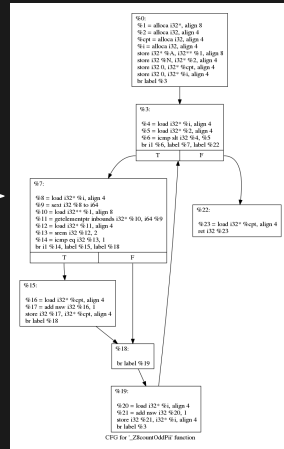 %0:
%1 = alloca i32*, align 8
%2 = alloca i32, align 4
%cpt = alloca i32, align 4
%i = alloca i32, align 4
store i32* %A, i32** %1, align 8
store i32 %N, i32* %2, align 4
store i32 0, i32* %cpt, align 4
store i32 0, i32* %i, align 4
br label %3
%3:
%4 = load i32* %i, align 4
%5 = load i32* %2, align 4
%6 = icmp slt i32 %4, %5
br i1 %6, label %7, label %22
T F
%7:
%8 = load i32* %i, align 4
%9 = sext i32 %8 to i64
%10 = load i32** %1, align 8
%11 = getelementptr inbounds i32* %10, i64 %9
%12 = load i32* %11, align 4
%13 = srem i32 %12, 2
%14 = icmp eq i32 %13, 1
br i1 %14, label %15, label %18
T F
%22:
%23 = load i32* %cpt, align 4
ret i32 %23
%15:
%16 = load i32* %cpt, align 4
%17 = add nsw i32 %16, 1
store i32 %17, i32* %cpt, align 4
br label %18
%18:
br label %19
%19:
%20 = load i32* %i, align 4
%21 = add nsw i32 %20, 1
store i32 %21, i32* %i, align 4
br label %3
CFG for '_Z8countOddPii' function